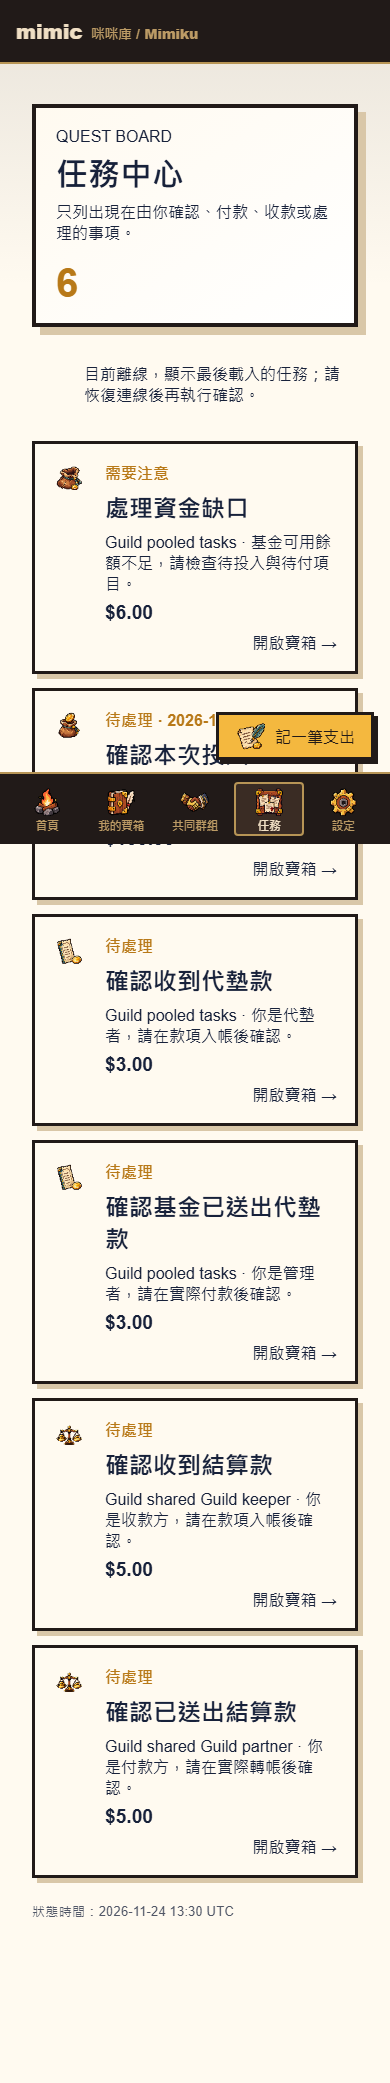 mimic 咪咪庫 / Mimiku
QUEST BOARD
任務中心
只列出現在由你確認、付款、收款或處
理的事項。
6
目前離線，顯示最後載入的任務；請
恢復連線後再執行確認。
需要注意
處理資金缺口
Guild pooled tasks · 基金可用餘
額不足，請檢查待投入與待付項
目。
$6.00
開啟寶箱 →
待處理 · 2026-1
記一筆支出
確認本次投
首頁
我的寶箱
共同群組
任務
設定
開啟寶箱 →
待處理
確認收到代墊款
Guild pooled tasks · 你是代墊
者，請在款項入帳後確認。
$3.00
開啟寶箱 →
待處理
確認基金已送出代墊
款
Guild pooled tasks · 你是管理
者，請在實際付款後確認。
$3.00
開啟寶箱 →
待處理
確認收到結算款
Guild shared Guild keeper · 你
是收款方，請在款項入帳後確
認。
$5.00
開啟寶箱 →
待處理
確認已送出結算款
Guild shared Guild partner · 你
是付款方，請在實際轉帳後確
認。
$5.00
開啟寶箱 →
狀態時間：2026-11-24 13:30 UTC